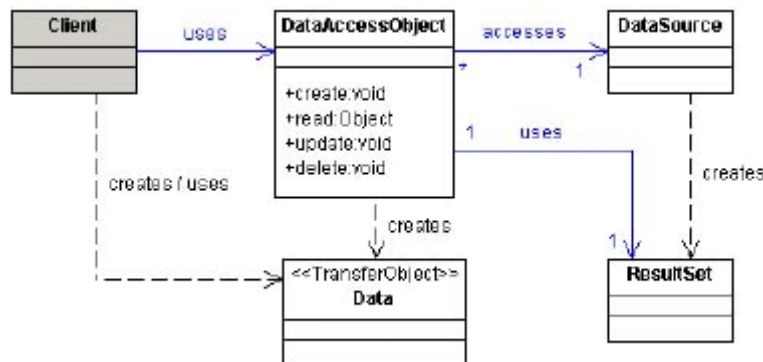 Client
uses
DataAccessObject
accesses
DataSource
*
1
+create:void
+read:Object
+update:void
+delete:void
1
uses
creates / uses
creates
creates
1
<<TransferObject>>
Data
ResultSet